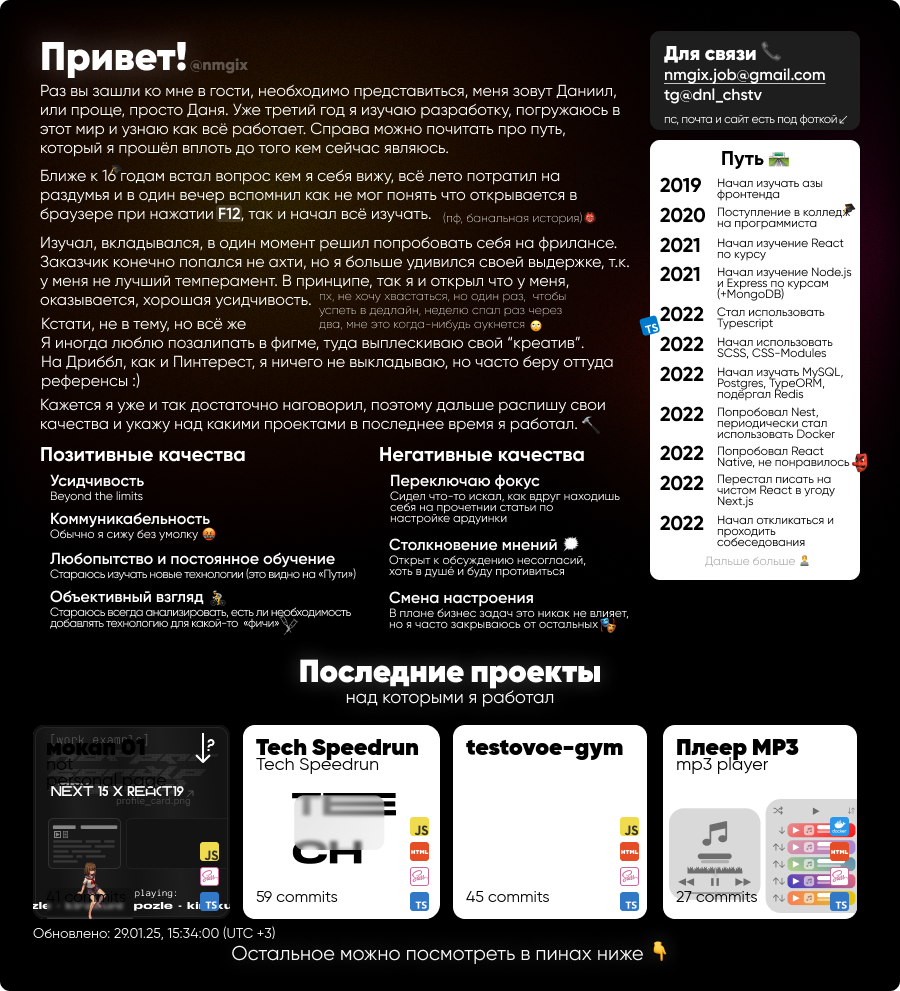 Привет! @nmgix
Раз вы зашли ко мне в гости, необходимо представиться, меня зовут Даниил,
или проще, просто Даня. Уже третий год я изучаю разработку, погружаюсь в
этот мир и узнаю как всё работает. Справа можно почитать про путь,
который я прошёл вплоть до того кем сейчас являюсь.
Ближе к 16 годам встал вопрос кем я себя вижу, всё лето потратил на
раздумья и в один вечер вспомнил как не мог понять что открывается в
браузере при нажатии F12, так и начал всё изучать. (пф, банальная история)👹
Изучал, вкладывался, в один момент решил попробовать себя на фрилансе.
Заказчик конечно попался не ахти, но я больше удивился своей выдержке, т.к.
у меня не лучший темперамент. В принципе, так я и открыл что у меня,
оказывается, хорошая усидчивость.
пх, не хочу хвастаться, но один раз, чтобы
успеть в дедлайн, неделю спал раз через
два, мне это когда-нибудь аукнется 🙄
Кстати, не в тему, но всё же
Я иногда люблю позалипать в фигме, туда выплескиваю свой “креатив”.
На Дриббл, как и Пинтерест, я ничего не выкладываю, но часто беру оттуда
референсы :)
Кажется я уже и так достаточно наговорил, поэтому дальше распишу свои
качества и укажу над какими проектами в последнее время я работал.🔨
Позитивные качества
Усидчивость
Beyond the limits
Коммуникабельность
Обычно я сижу без умолку 🤬
Любопытство и постоянное обучение
Стараюсь изучать новые технологии (это видно на «Пути»)
Объективный взгляд
Стараюсь всегда анализировать, есть ли необходимость
добавлять технологию для какой-то «фичи»
Негативные качества
Переключаю фокус
Сидел что-то искал, как вдруг находишь
себя на прочетнии статьи по
настройке ардуинки
Столкновение мнений
Открыт к обсуждению несогласий,
хоть в душе и буду противиться
Смена настроения
В плане бизнес задач это никак не влияет,
но я часто закрываюсь от остальных🎭
Для связи 📞
nmgix.job@gmail.com
tg@dnl_chstv
пс, почта и сайт есть под фоткой↙
Путь 🛣️
2019 Начал изучать азы
фронтенда
2020 Поступление в колледж
на программиста
2021 Начал изучение React
по курсу
2021 Начал изучение Node.js
и Express по курсам
(+MongoDB)
2022 Стал использовать
Typescript
TS
2022 Начал использовать
SCSS, CSS-Modules
2022 Начал изучать MySQL,
Postgres, TypeORM,
подёргал Redis
2022 Попробовал Nest,
периодически стал
использовать Docker
2022 Попробовал React
Native, не понравилось
2022 Перестал писать на
чистом React в угоду
Next.js
2022 Начал откликаться и
проходить
собеседования
Дальше больше
Последние проекты
над которыми я работал
[work example]
мокап 01
?
not
personal page
NEXT 15 X REACT19
profile_card.png
JS
Sass
41 commits
playing:
pozle - kinoku
TS
Tech Speedrun
Tech Speedrun
TE
CH
JS
HTML
Sass
59 commits
TS
testovoe-gym
JS
HTML
Sass
45 commits
TS
Плеер MP3
mp3 player
docker
HTML
Sass
27 commits
TS
Обновлено: 29.01.25, 15:34:00 (UTC +3)
Остальное можно посмотреть в пинах ниже 👇